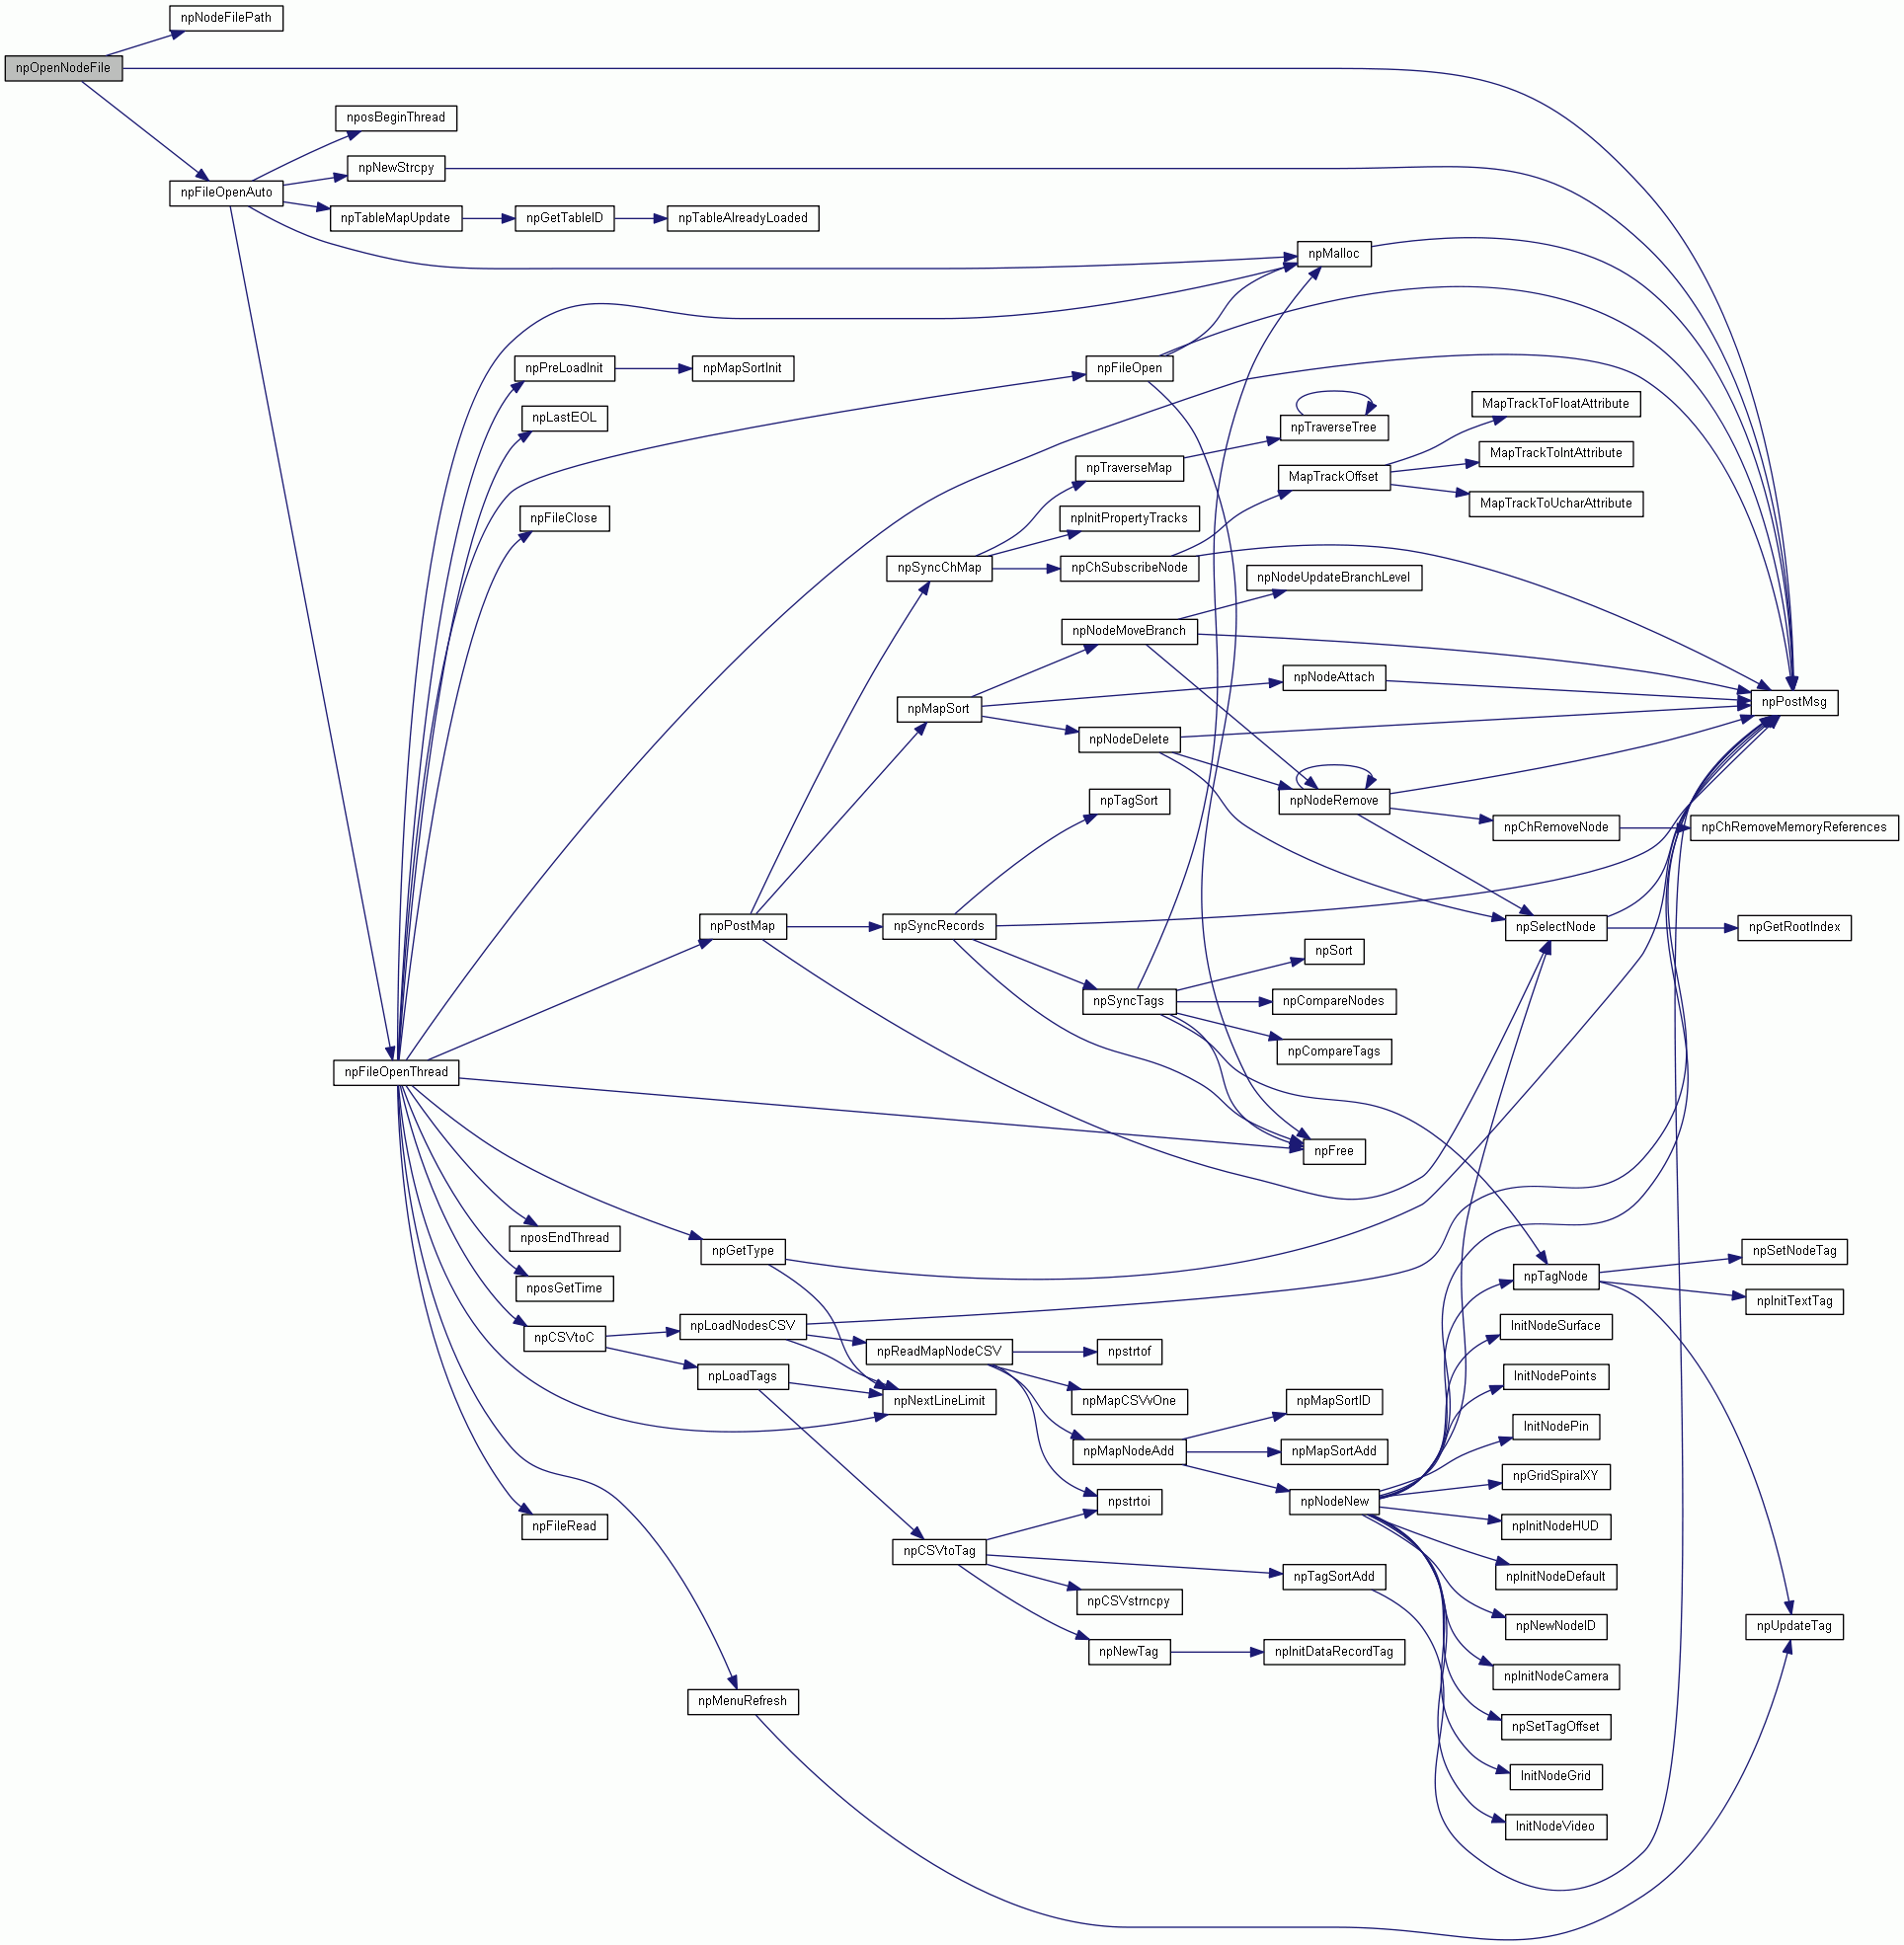 npNodeFilePath
npOpenNodeFile
nposBeginThread
npNewStrcpy
npFileOpenAuto
npTableMapUpdate
npGetTableID
npTableAlreadyLoaded
npMalloc
npPreLoadInit
npMapSortInit
npFileOpen
npLastEOL
MapTrackToFloatAttribute
npTraverseTree
MapTrackToIntAttribute
npTraverseMap
MapTrackOffset
MapTrackToUcharAttribute
npFileClose
npInitPropertyTracks
npSyncChMap
npChSubscribeNode
npNodeUpdateBranchLevel
npNodeMoveBranch
npNodeAttach
npMapSort
npPostMsg
npNodeDelete
npTagSort
npNodeRemove
npChRemoveNode
npChRemoveMemoryReferences
npPostMap
npSyncRecords
npSelectNode
npGetRootIndex
npSort
npSyncTags
npCompareNodes
npCompareTags
npFileOpenThread
npFree
nposEndThread
npGetType
npSetNodeTag
npTagNode
nposGetTime
npInitTextTag
npLoadNodesCSV
InitNodeSurface
npCSVtoC
npReadMapNodeCSV
npstrtof
npLoadTags
InitNodePoints
npNextLineLimit
npMapCSVvOne
npMapSortID
InitNodePin
npMapNodeAdd
npMapSortAdd
npGridSpiralXY
npstrtoi
npNodeNew
npFileRead
npInitNodeHUD
npCSVtoTag
npTagSortAdd
npInitNodeDefault
npCSVstrncpy
npNewNodeID
npUpdateTag
npNewTag
npInitDataRecordTag
npInitNodeCamera
npMenuRefresh
npSetTagOffset
InitNodeGrid
InitNodeVideo